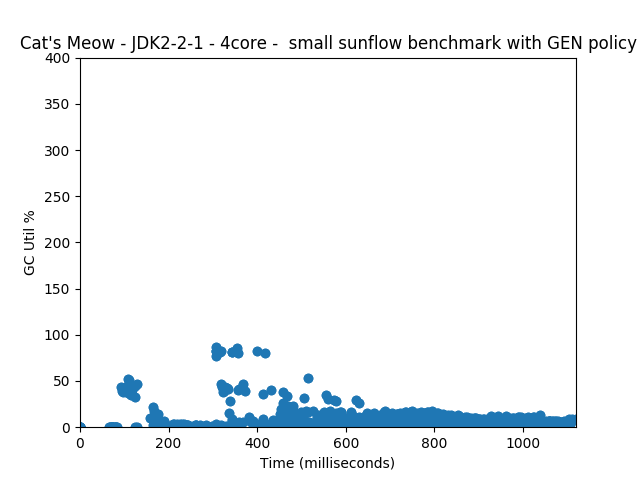 Cat's Meow - JDK2-2-1 - 4core -  small sunflow benchmark with GEN policy
400
350
300
250
200
150
100
50
0
GC Util %
0 200 400 600 800 1000
Time (milliseconds)